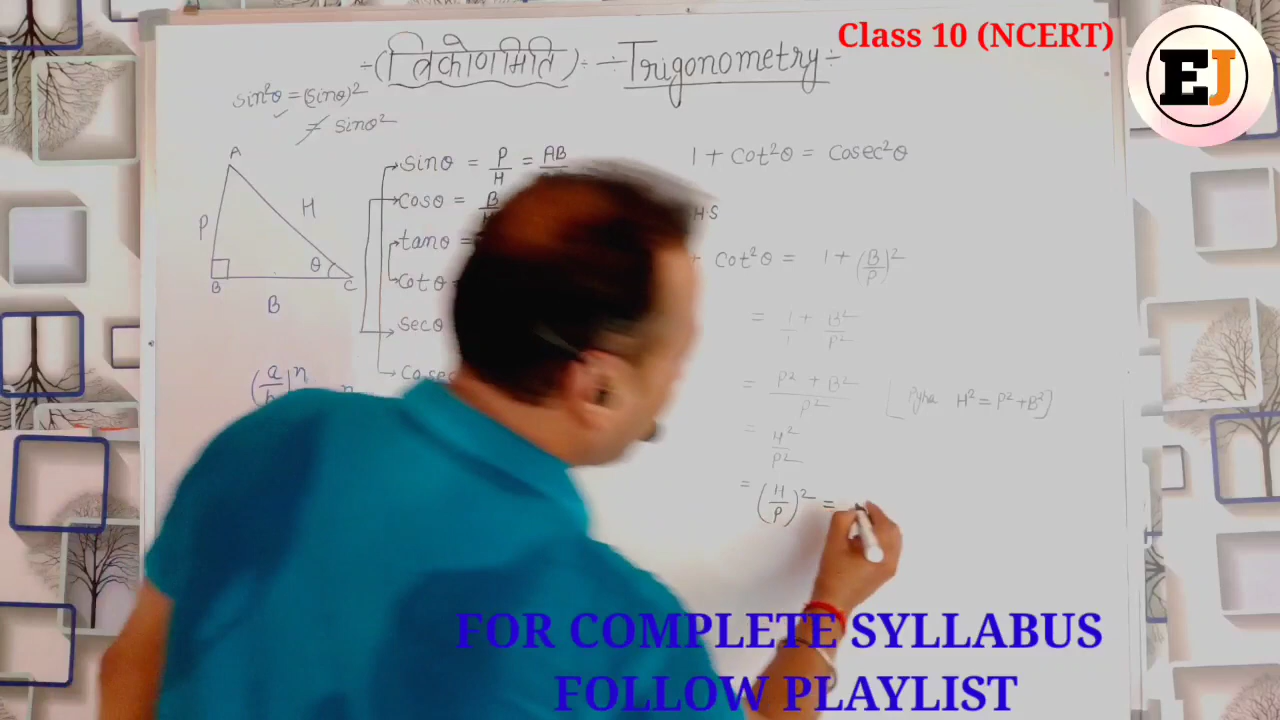 Class 10 (NCERT)
EJ
÷(त्रिकोणमिति)÷ — Trigonometry÷
sin²θ = (sinθ)²
≠ sinθ²
A
P
H
θ
B
C
B
sinθ = P/H = AB
cosθ = B
tanθ =
cotθ
secθ
Cosec
(a
n
1 + Cot²θ = Cosec²θ
H·S
+ Cot²θ = 1 + (B/P)²
= 1/1 + B²/P²
= P² + B² / P² [Pytha H² = P² + B²]
= H²/P²
= (H/P)² =
FOR COMPLETE SYLLABUS
FOLLOW PLAYLIST